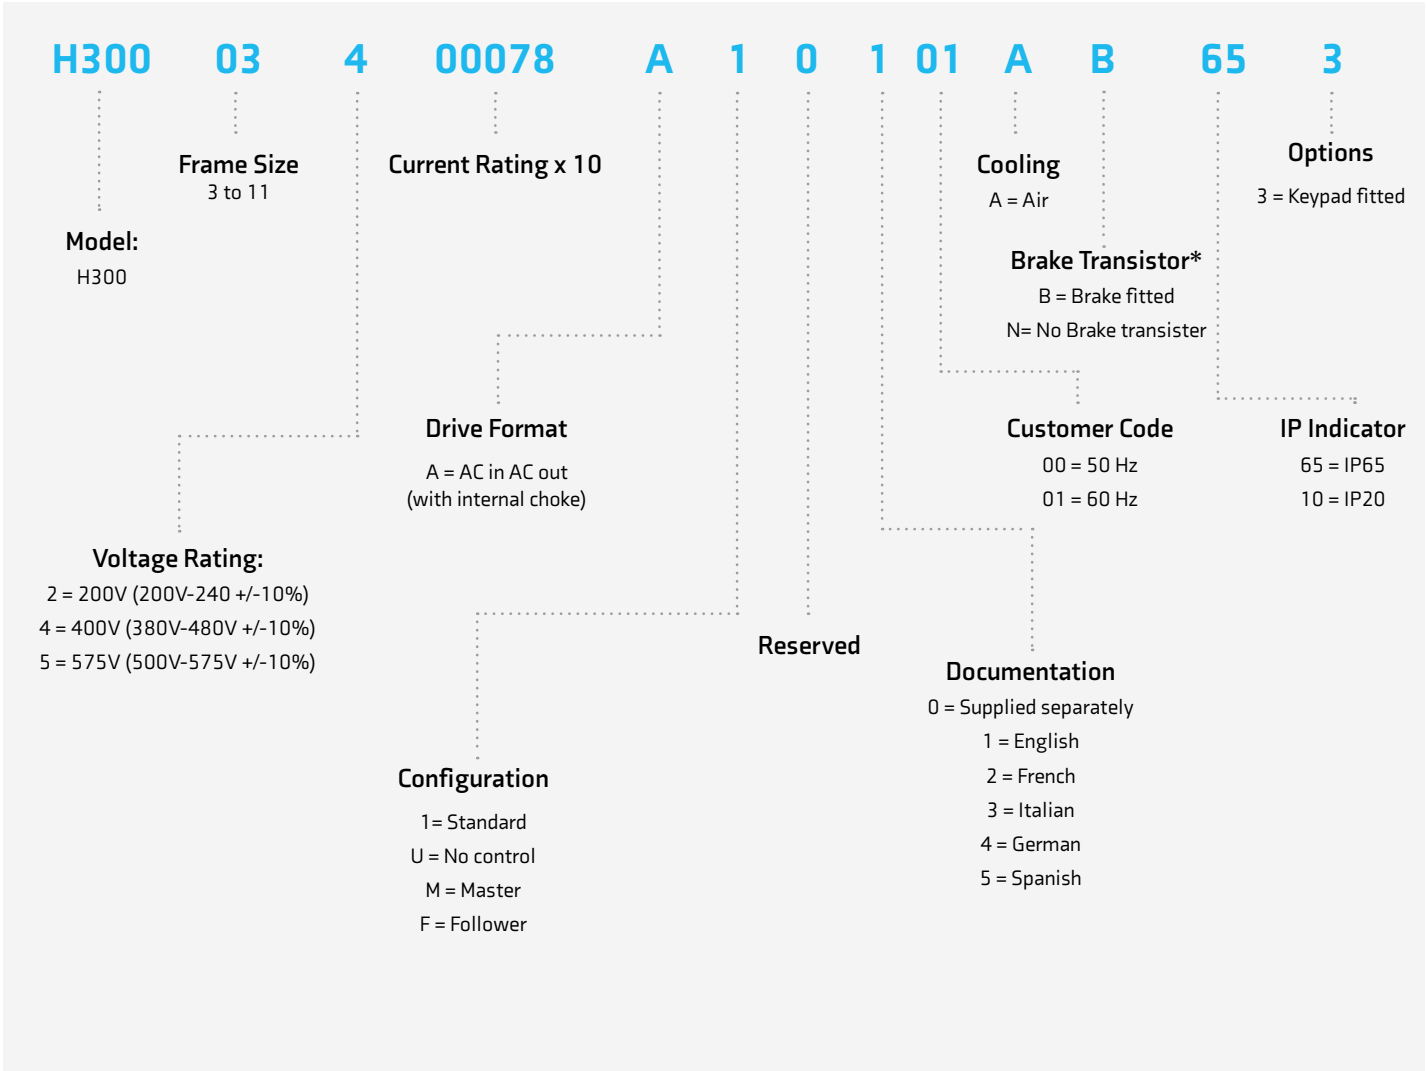 H300 03 4 00078 A 1 0 1 01 A B 65 3
Model:
H300
Frame Size
3 to 11
Voltage Rating:
2 = 200V (200V-240 +/-10%)
4 = 400V (380V-480V +/-10%)
5 = 575V (500V-575V +/-10%)
Current Rating x 10
Drive Format
A = AC in AC out
(with internal choke)
Configuration
1= Standard
U = No control
M = Master
F = Follower
Reserved
Documentation
0 = Supplied separately
1 = English
2 = French
3 = Italian
4 = German
5 = Spanish
Customer Code
00 = 50 Hz
01 = 60 Hz
Cooling
A = Air
Brake Transistor*
B = Brake fitted
N= No Brake transister
IP Indicator
65 = IP65
10 = IP20
Options
3 = Keypad fitted